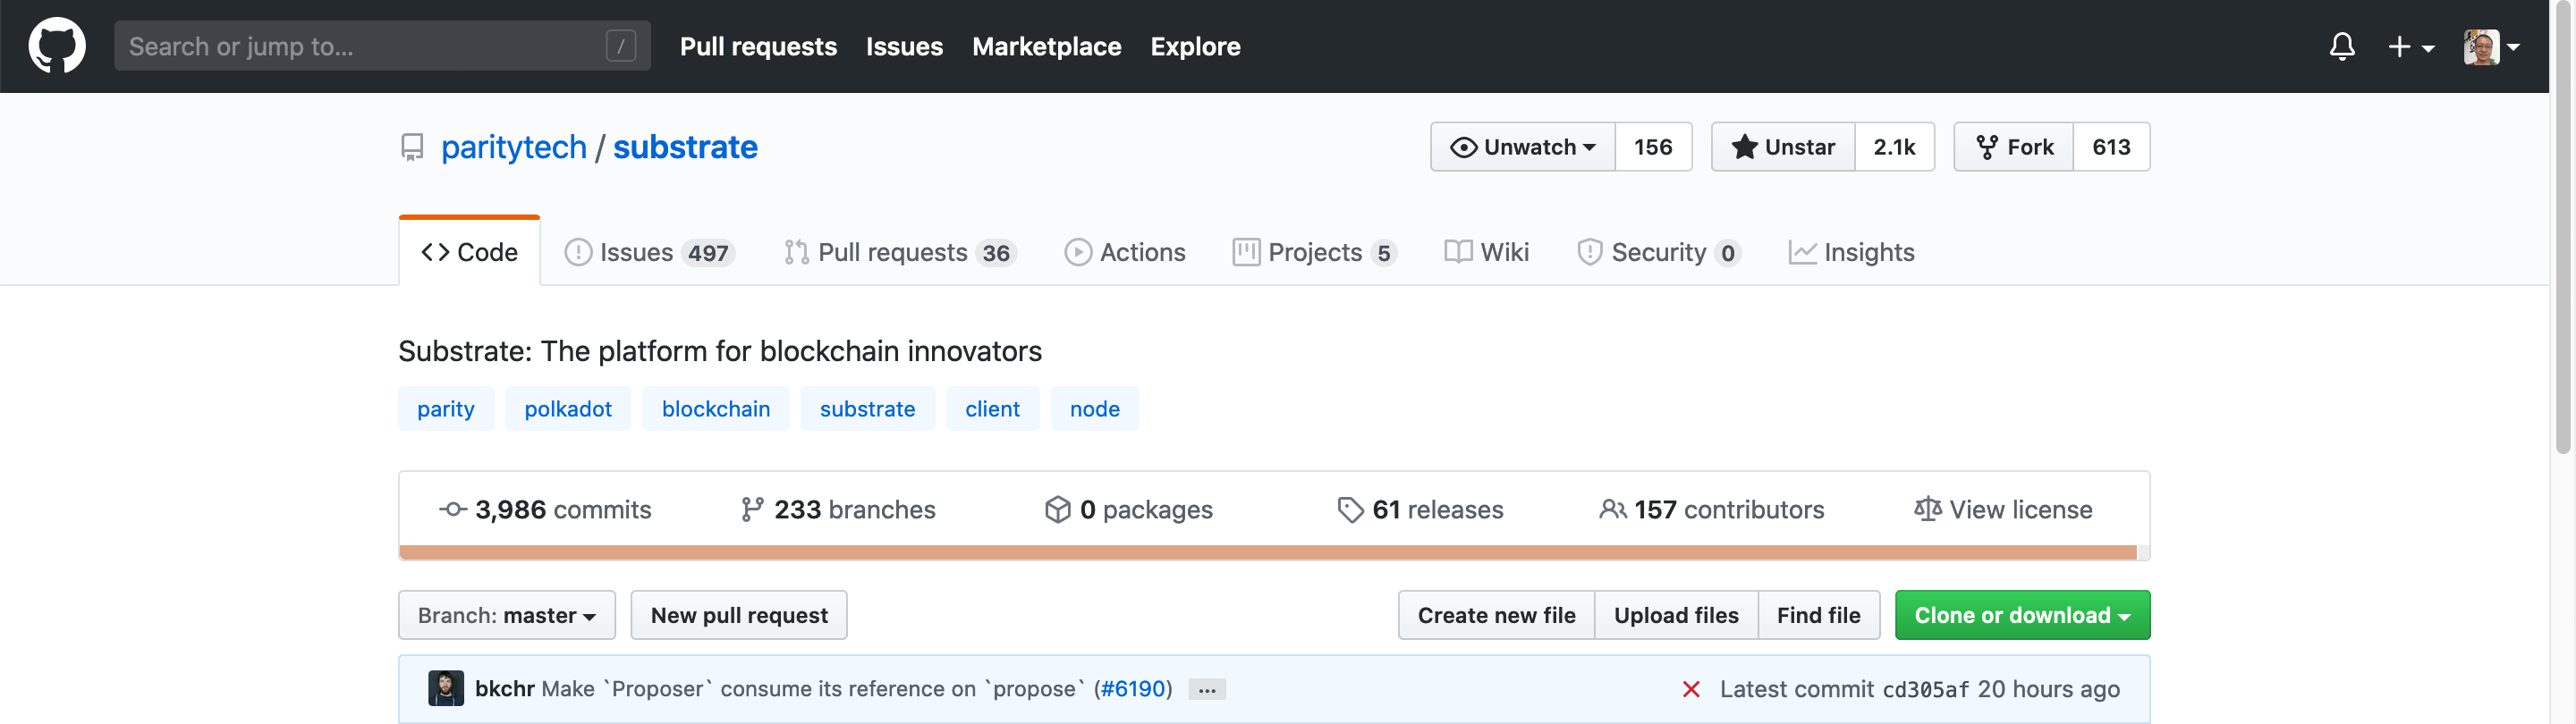 Search or jump to... /
Pull requests Issues Marketplace Explore
paritytech / substrate
Unwatch 156 Unstar 2.1k Fork 613
Code Issues 497 Pull requests 36 Actions Projects 5 Wiki Security 0 Insights
Substrate: The platform for blockchain innovators
parity polkadot blockchain substrate client node
3,986 commits 233 branches 0 packages 61 releases 157 contributors View license
Branch: master New pull request Create new file Upload files Find file Clone or download
bkchr Make `Proposer` consume its reference on `propose` (#6190) ... Latest commit cd305af 20 hours ago